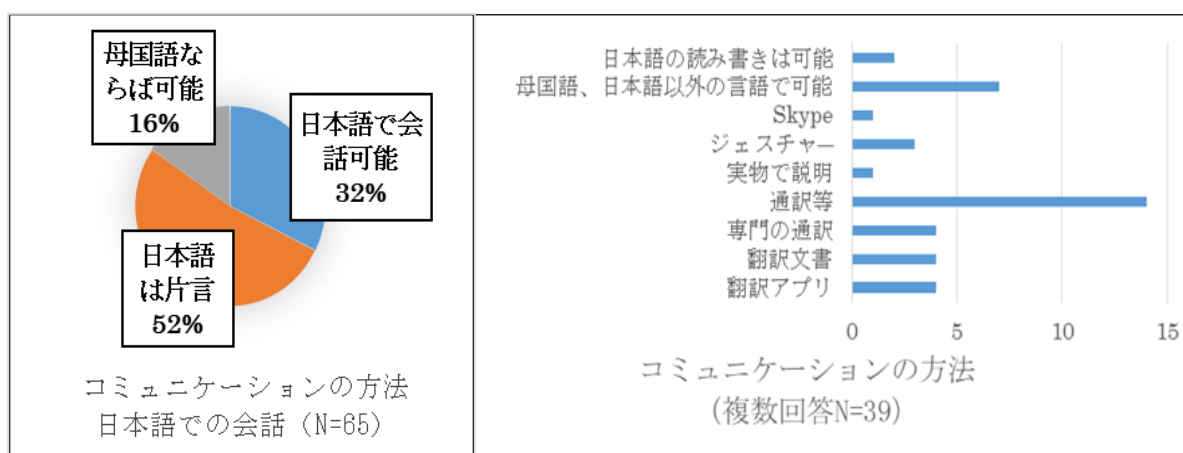 母国語な
らば可能
16%
日本語で会
話可能
32%
日本語
は片言
52%
コミュニケーションの方法
日本語での会話（N=65）
日本語の読み書きは可能
母国語、日本語以外の言語で可能
Skype
ジェスチャー
実物で説明
通訳等
専門の通訳
翻訳文書
翻訳アプリ
0 5 10 15
コミュニケーションの方法
（複数回答N=39）